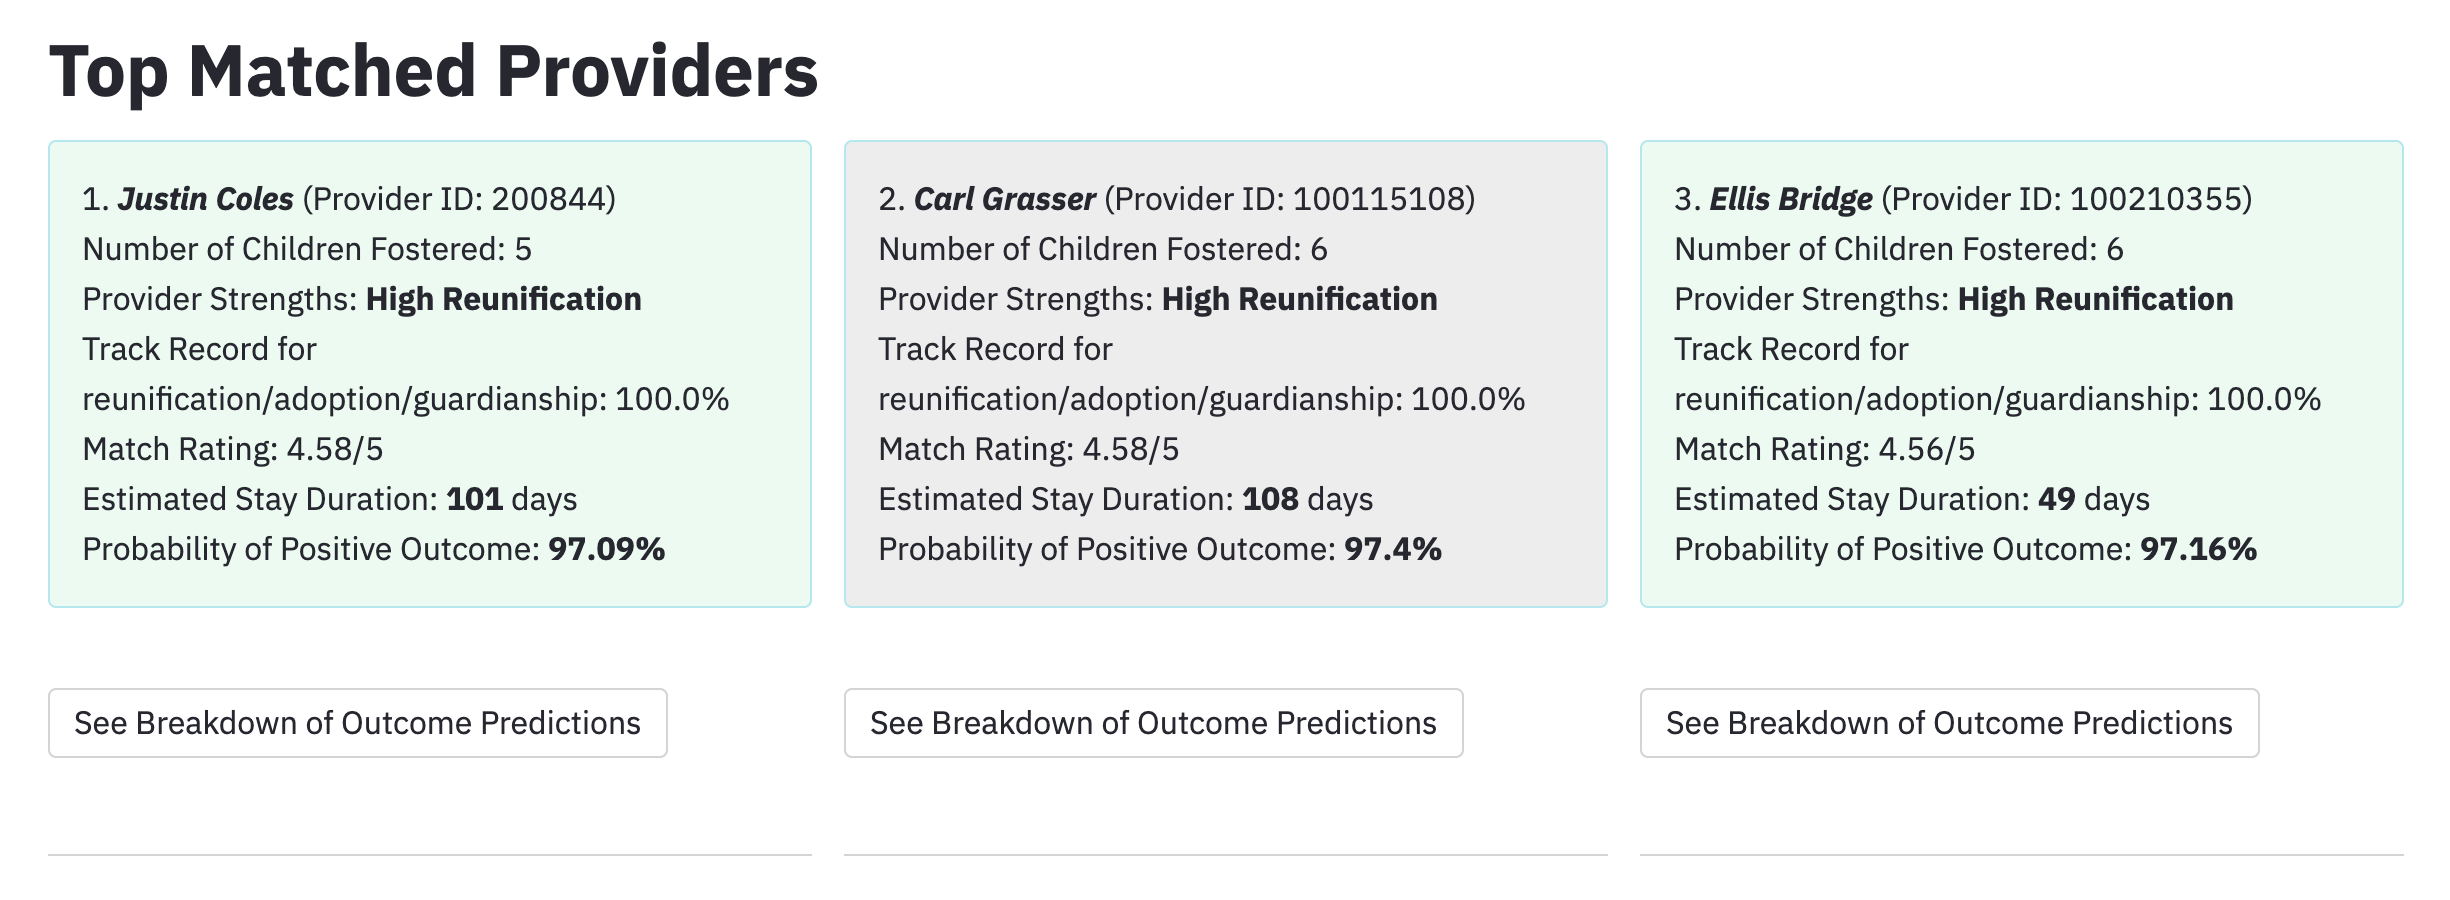 Top Matched Providers
1. Justin Coles (Provider ID: 200844)
Number of Children Fostered: 5
Provider Strengths: High Reunification
Track Record for
reunification/adoption/guardianship: 100.0%
Match Rating: 4.58/5
Estimated Stay Duration: 101 days
Probability of Positive Outcome: 97.09%
See Breakdown of Outcome Predictions
2. Carl Grasser (Provider ID: 100115108)
Number of Children Fostered: 6
Provider Strengths: High Reunification
Track Record for
reunification/adoption/guardianship: 100.0%
Match Rating: 4.58/5
Estimated Stay Duration: 108 days
Probability of Positive Outcome: 97.4%
See Breakdown of Outcome Predictions
3. Ellis Bridge (Provider ID: 100210355)
Number of Children Fostered: 6
Provider Strengths: High Reunification
Track Record for
reunification/adoption/guardianship: 100.0%
Match Rating: 4.56/5
Estimated Stay Duration: 49 days
Probability of Positive Outcome: 97.16%
See Breakdown of Outcome Predictions